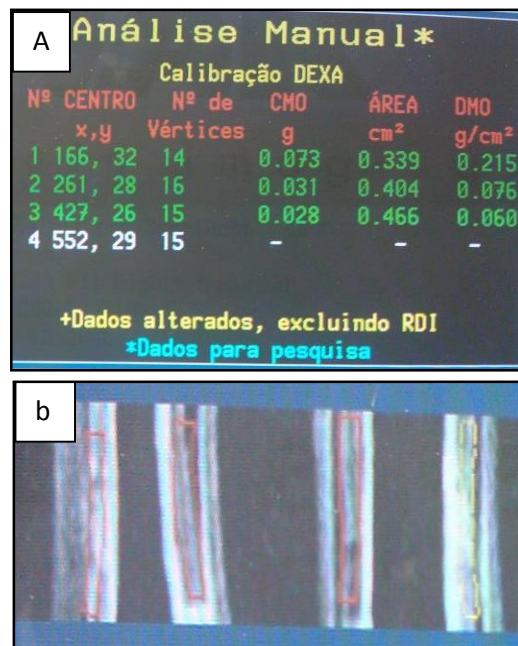 A
Análise Manual*
Calibração DEXA
Nº CENTRO Nº de CMO ÁREA DMO
x,y Vértices g cm² g/cm²
1 166, 32 14 0.073 0.339 0.215
2 261, 28 16 0.031 0.404 0.076
3 427, 26 15 0.028 0.466 0.060
4 552, 29 15 - - -
+Dados alterados, excluindo RDI
*Dados para pesquisa
b